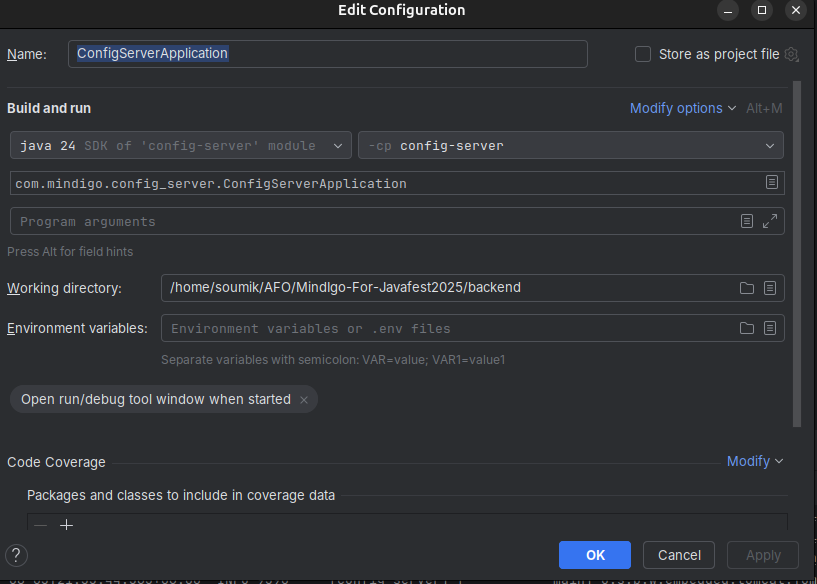 Edit Configuration
Name: ConfigServerApplication Store as project file
Build and run Modify options Alt+M
java 24 SDK of 'config-server' module -cp config-server
com.mindigo.config_server.ConfigServerApplication
Program arguments
Press Alt for field hints
Working directory: /home/soumik/AFO/MindIgo-For-Javafest2025/backend
Environment variables: Environment variables or .env files
Separate variables with semicolon: VAR=value; VAR1=value1
Open run/debug tool window when started ×
Code Coverage Modify
Packages and classes to include in coverage data
? OK Cancel Apply